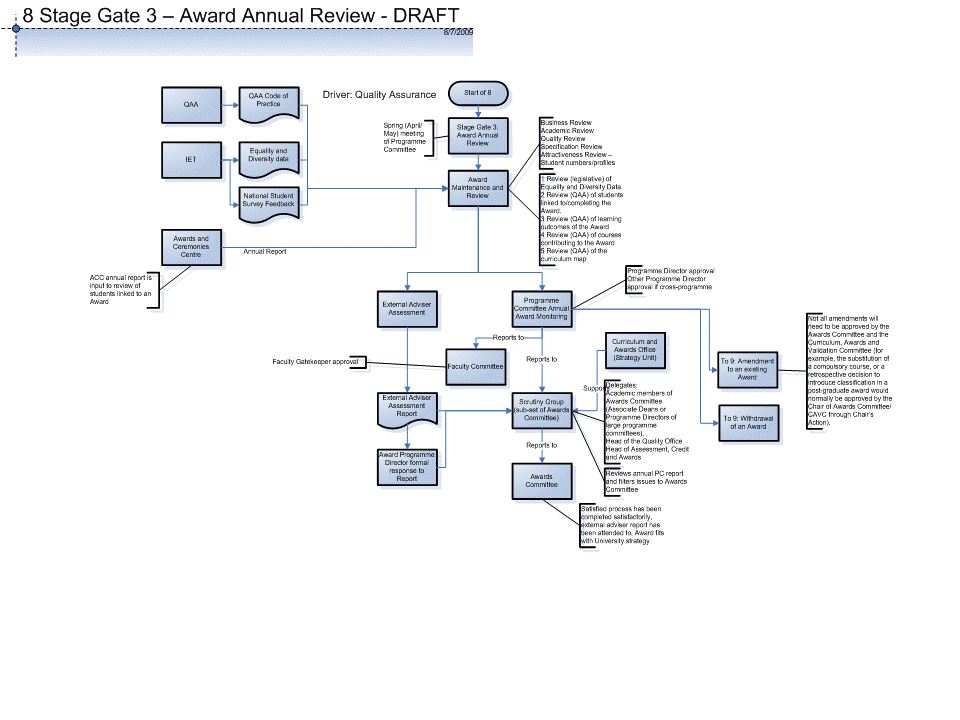 8 Stage Gate 3 – Award Annual Review - DRAFT
6/7/2009
Driver: Quality Assurance
Start of 8
QAA
QAA Code of
Practice
Spring (April/
May) meeting
of Programme
Committee
Stage Gate 3:
Award Annual
Review
Business Review
Academic Review
Quality Review
Specification Review
Attractiveness Review –
Student numbers/profiles
IET
Equality and
Diversity data
National Student
Survey Feedback
Award
Maintenance and
Review
1 Review (legislative) of
Equality and Diversity Data.
2 Review (QAA) of students
linked to/completing the
Award.
3 Review (QAA) of learning
outcomes of the Award
4 Review (QAA) of courses
contributing to the Award
5 Review (QAA) of the
curriculum map
Awards and
Ceremonies
Centre
Annual Report
ACC annual report is
input to review of
students linked to an
Award
Programme Director approval
Other Programme Director
approval if cross-programme
External Adviser
Assessment
Programme
Committee Annual
Award Monitoring
Reports to
Faculty Gatekeeper approval
Faculty Committee
Reports to
Curriculum and
Awards Office
(Strategy Unit)
Support
To 9: Amendment
to an existing
Award
Not all amendments will
need to be approved by the
Awards Committee and the
Curriculum, Awards and
Validation Committee (for
example, the substitution of
a compulsory course, or a
retrospective decision to
introduce classification in a
post-graduate award would
normally be approved by the
Chair of Awards Committee/
CAVC through Chair's
Action).
To 9: Withdrawal
of an Award
External Adviser
Assessment
Report
Scrutiny Group
(sub-set of Awards
Committee)
Delegates:
Academic members of
Awards Committee
(Associate Deans or
Programme Directors of
large programme
committees),
Head of the Quality Office
Head of Assessment, Credit
and Awards
Award Programme
Director formal
response to
Report
Reports to
Awards
Committee
Reviews annual PC report
and filters issues to Awards
Committee
Satisfied process has been
completed satisfactorily,
external adviser report has
been attended to, Award fits
with University strategy